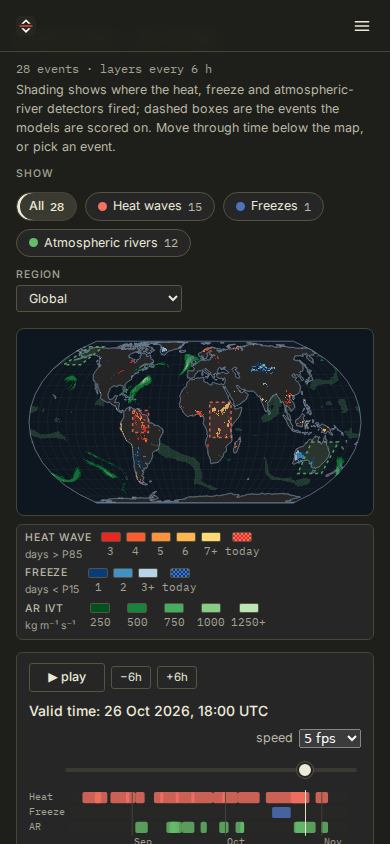 28 events · layers every 6 h
Shading shows where the heat, freeze and atmospheric-
river detectors fired; dashed boxes are the events the
models are scored on. Move through time below the map,
or pick an event.
SHOW
All 28
Heat waves 15
Freezes 1
Atmospheric rivers 12
REGION
Global
HEAT WAVE
days > P85
3 4 5 6 7+ today
FREEZE
days < P15
1 2 3+ today
AR IVT
kg m⁻¹ s⁻¹
250 500 750 1000 1250+
▶ play
−6h
+6h
Valid time: 26 Oct 2026, 18:00 UTC
speed 5 fps
Heat
Freeze
AR
Sep Oct Nov